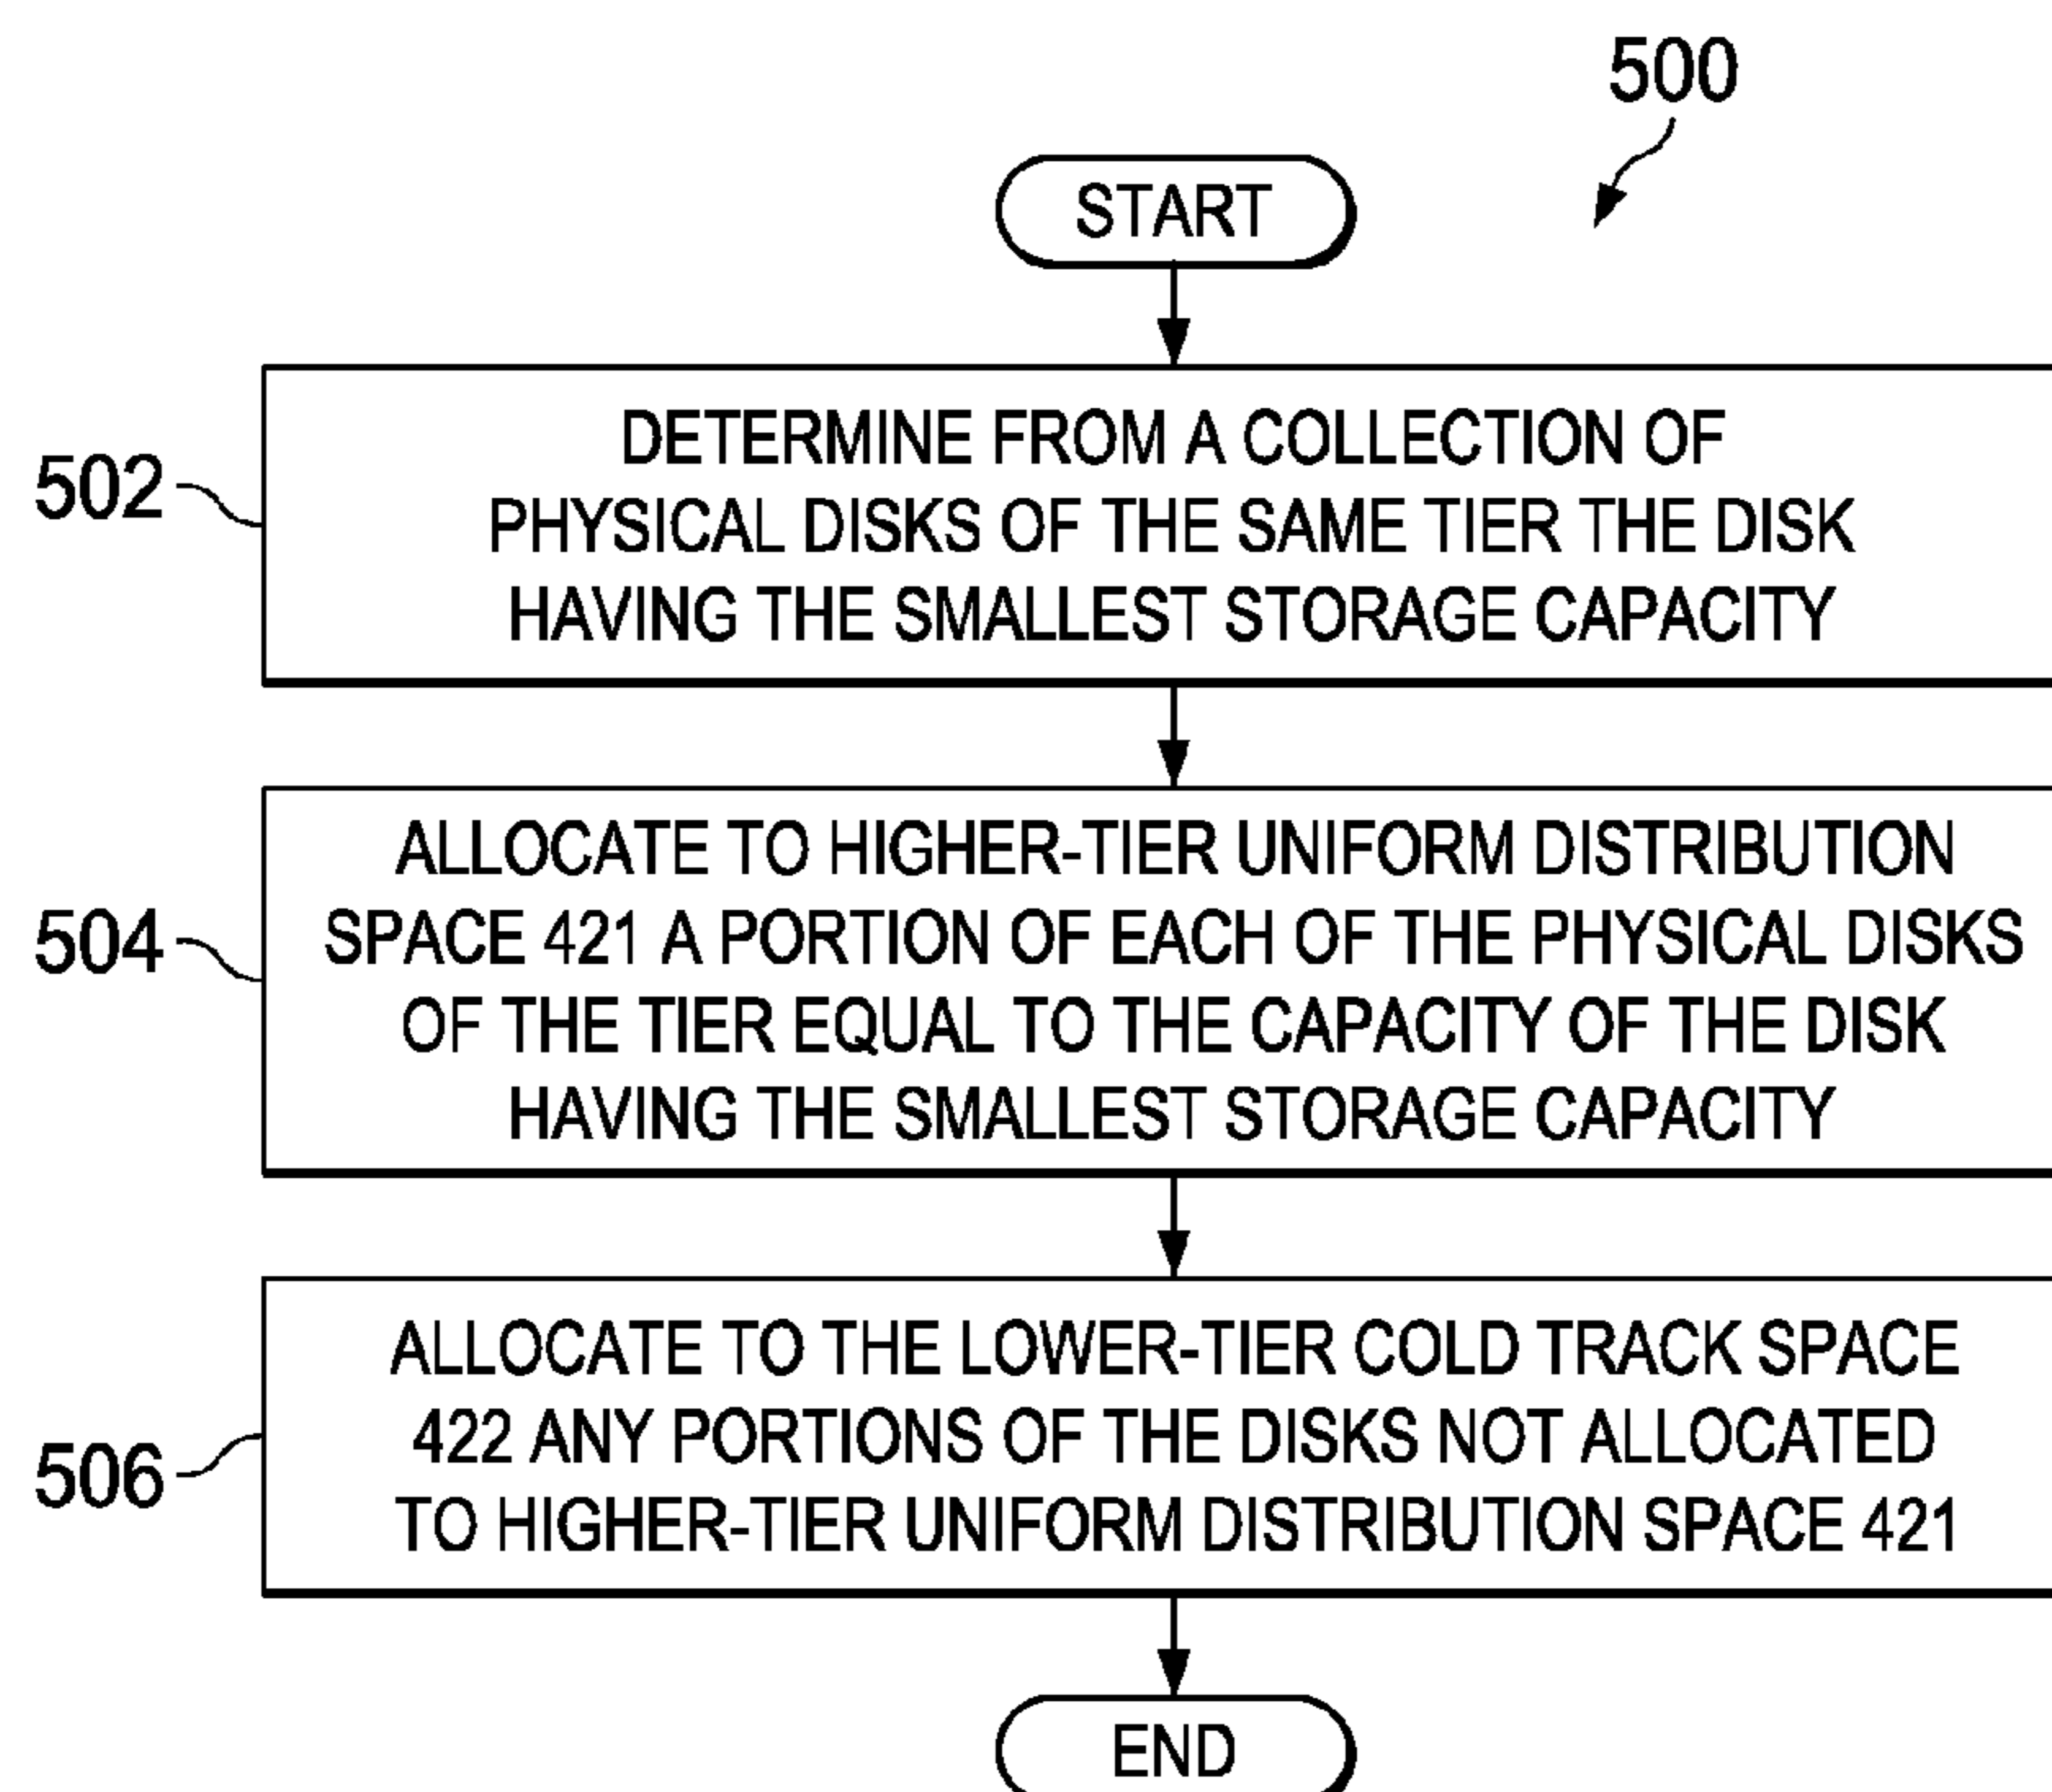 500
START
502
DETERMINE FROM A COLLECTION OF
PHYSICAL DISKS OF THE SAME TIER THE DISK
HAVING THE SMALLEST STORAGE CAPACITY
504
ALLOCATE TO HIGHER-TIER UNIFORM DISTRIBUTION
SPACE 421 A PORTION OF EACH OF THE PHYSICAL DISKS
OF THE TIER EQUAL TO THE CAPACITY OF THE DISK
HAVING THE SMALLEST STORAGE CAPACITY
506
ALLOCATE TO THE LOWER-TIER COLD TRACK SPACE
422 ANY PORTIONS OF THE DISKS NOT ALLOCATED
TO HIGHER-TIER UNIFORM DISTRIBUTION SPACE 421
END